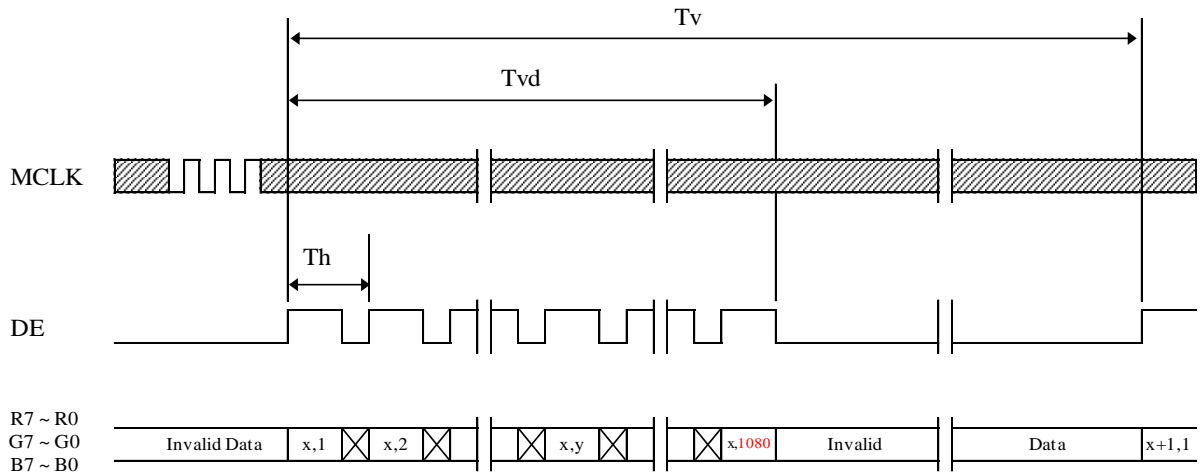 Tv
Tvd
MCLK
Th
DE
R7 ~ R0
G7 ~ G0
B7 ~ B0
Invalid Data x,1 x,2 x,y x,1080 Invalid Data x+1,1